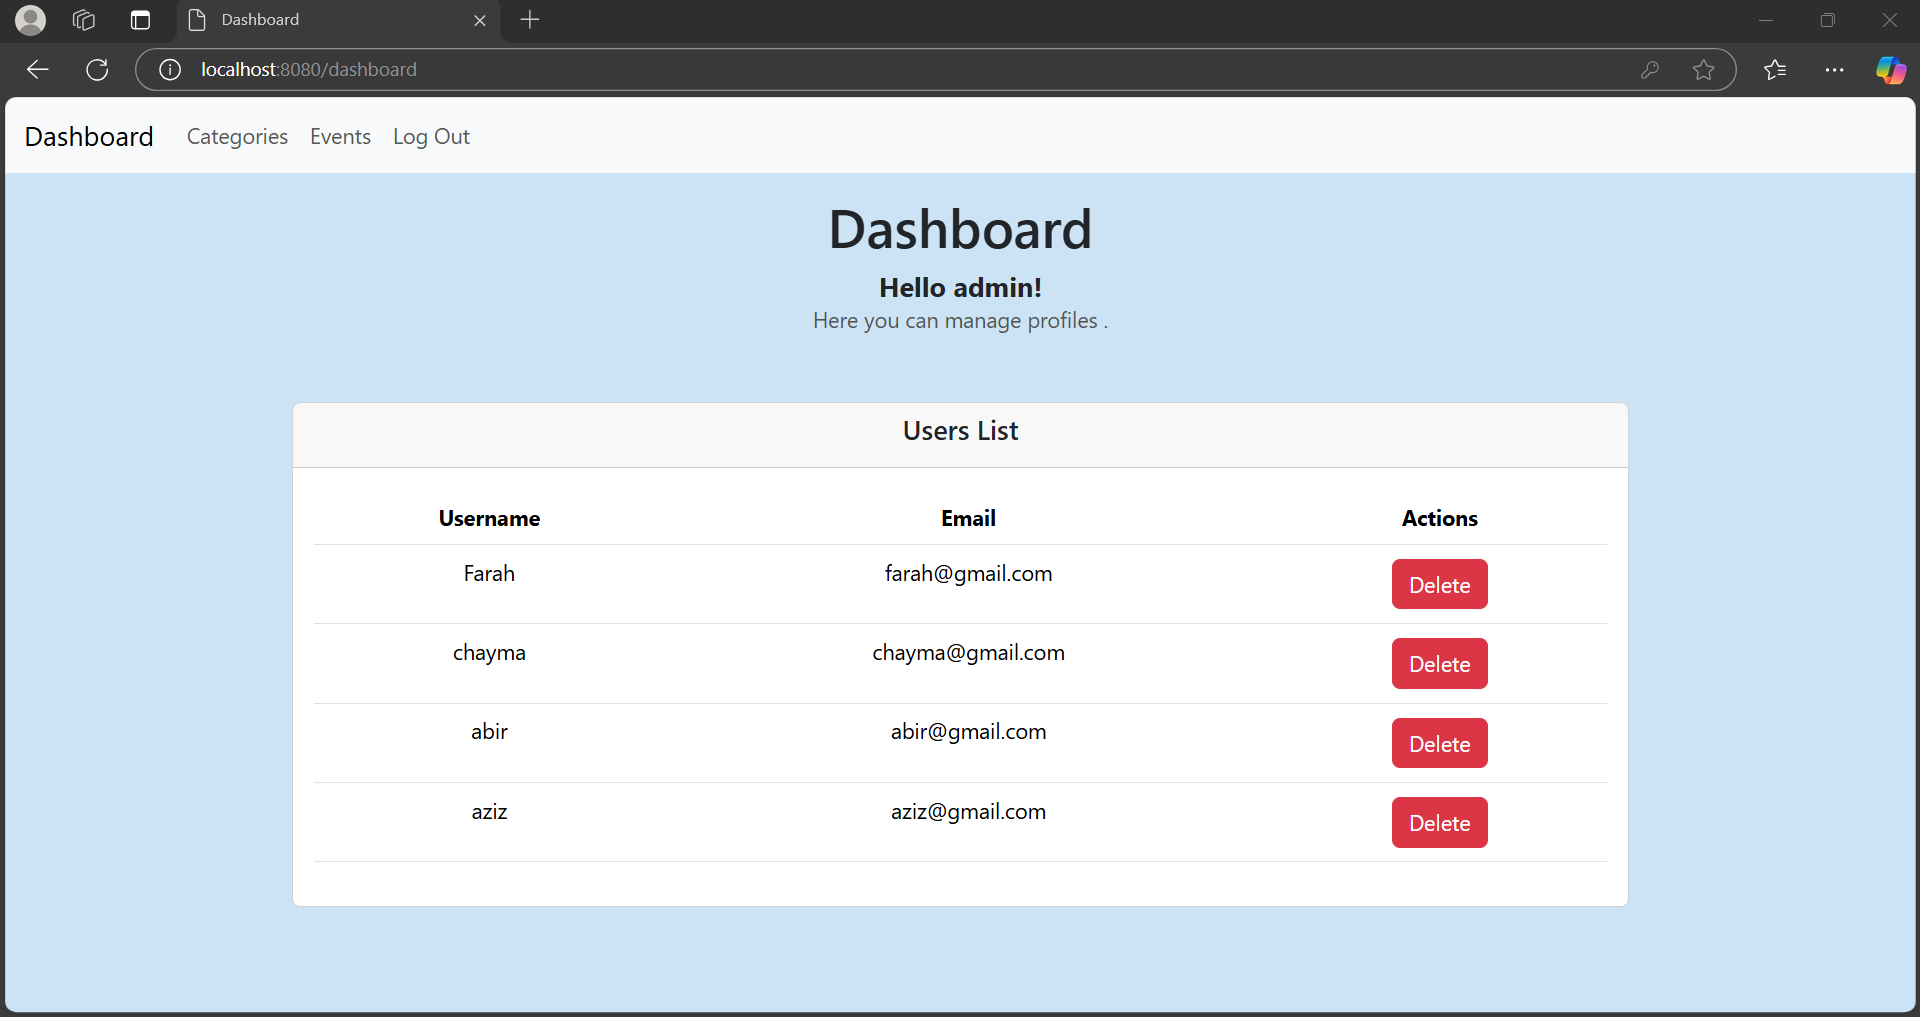 Dashboard
localhost:8080/dashboard
Dashboard Categories Events Log Out
Dashboard
Hello admin!
Here you can manage profiles .
Users List
Username Email Actions
Farah farah@gmail.com Delete
chayma chayma@gmail.com Delete
abir abir@gmail.com Delete
aziz aziz@gmail.com Delete